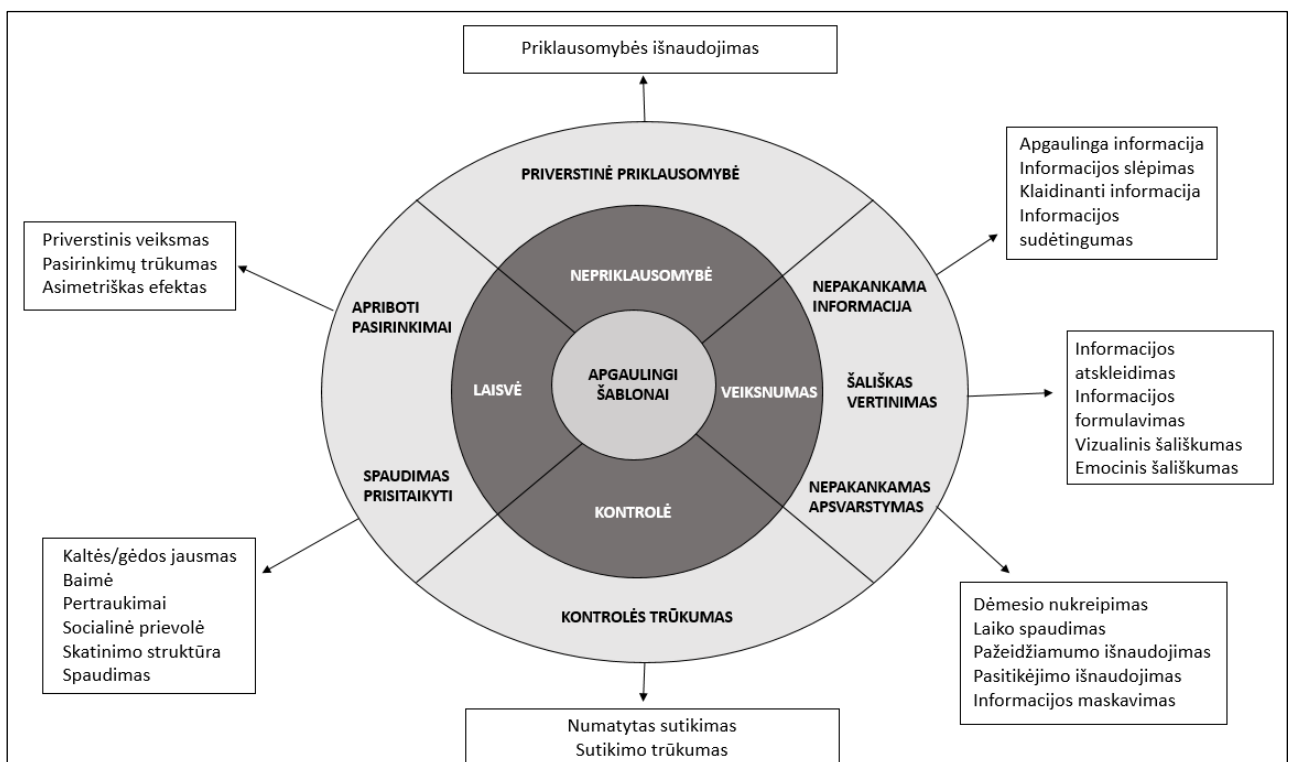 Priklausomybės išnaudojimas
PRIVERSTINĖ PRIKLAUSOMYBĖ
Apgaulinga informacija
Informacijos slėpimas
Klaidinanti informacija
Informacijos
sudėtingumas
Priverstinis veiksmas
Pasirinkimų trūkumas
Asimetriškas efektas
NEPRIKLAUSOMYBĖ
NEPAKANKAMA
INFORMACIJA
APRIBOTI
PASIRINKIMAI
Informacijos
atskleidimas
Informacijos
formulavimas
Vizualinis šališkumas
Emocinis šališkumas
LAISVĖ
APGAULINGI
ŠABLONAI
VEIKSNUMAS
ŠALIŠKAS
VERTINIMAS
SPAUDIMAS
PRISITAIKYTI
KONTROLĖ
NEPAKANKAMAS
APSVARSTYMAS
Kaltės/gėdos jausmas
Baimė
Pertraukimai
Socialinė prievolė
Skatinimo struktūra
Spaudimas
KONTROLĖS TRŪKUMAS
Dėmesio nukreipimas
Laiko spaudimas
Pažeidžiamumo išnaudojimas
Pasitikėjimo išnaudojimas
Informacijos maskavimas
Numatytas sutikimas
Sutikimo trūkumas